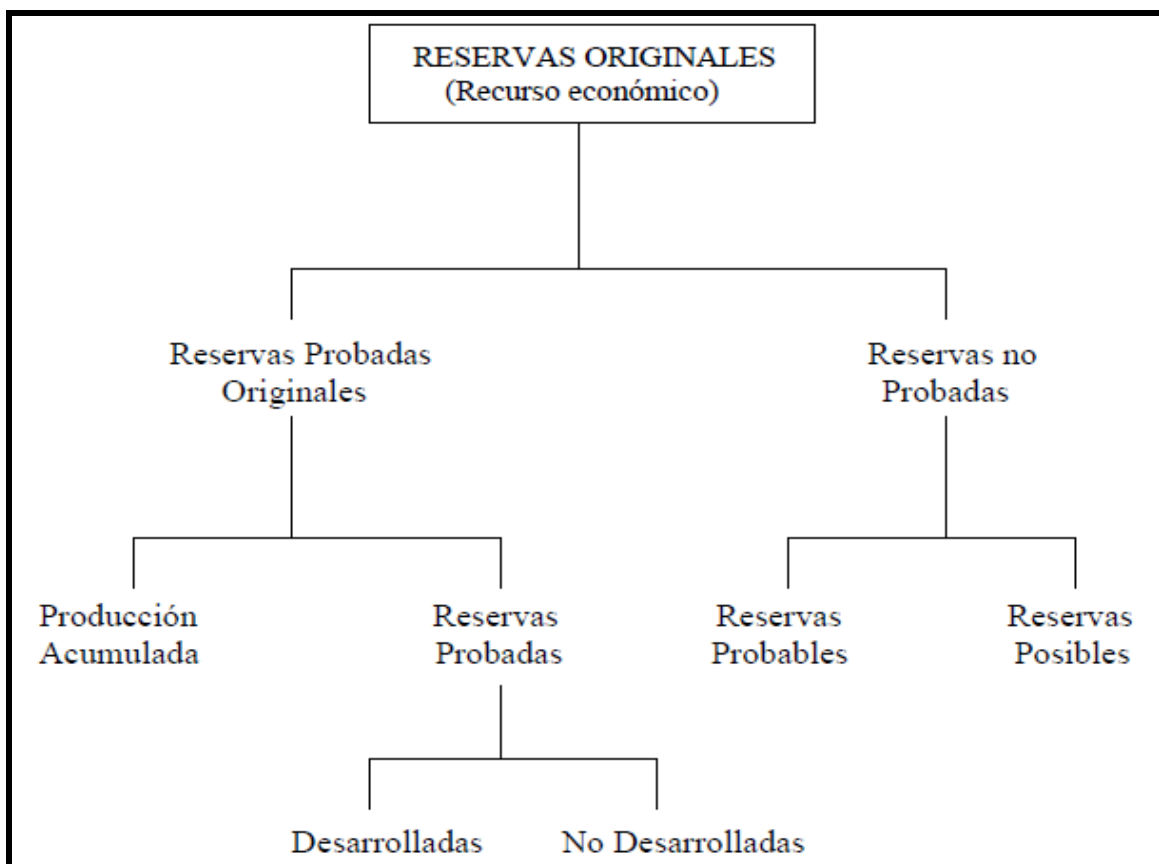 RESERVAS ORIGINALES
(Recurso económico)
Reservas Probadas
Originales
Reservas no
Probadas
Producción
Acumulada
Reservas
Probadas
Reservas
Probables
Reservas
Posibles
Desarrolladas
No Desarrolladas